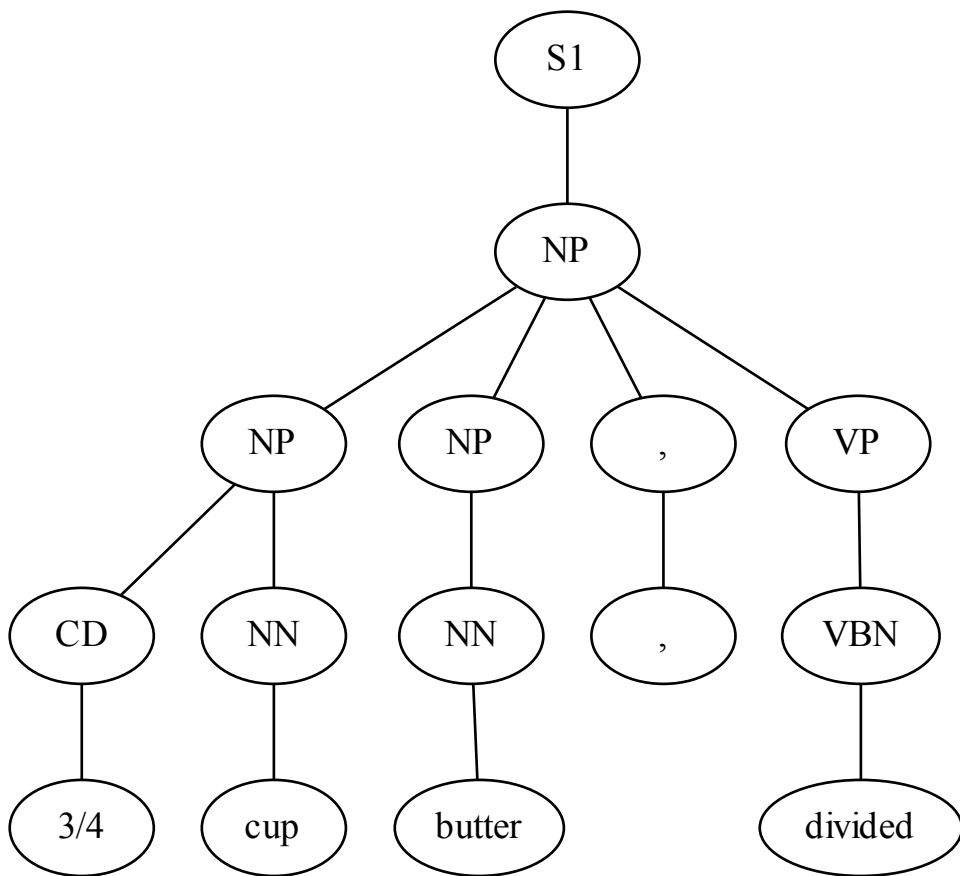 S1
NP
NP NP , VP
CD NN NN , VBN
3/4 cup butter divided